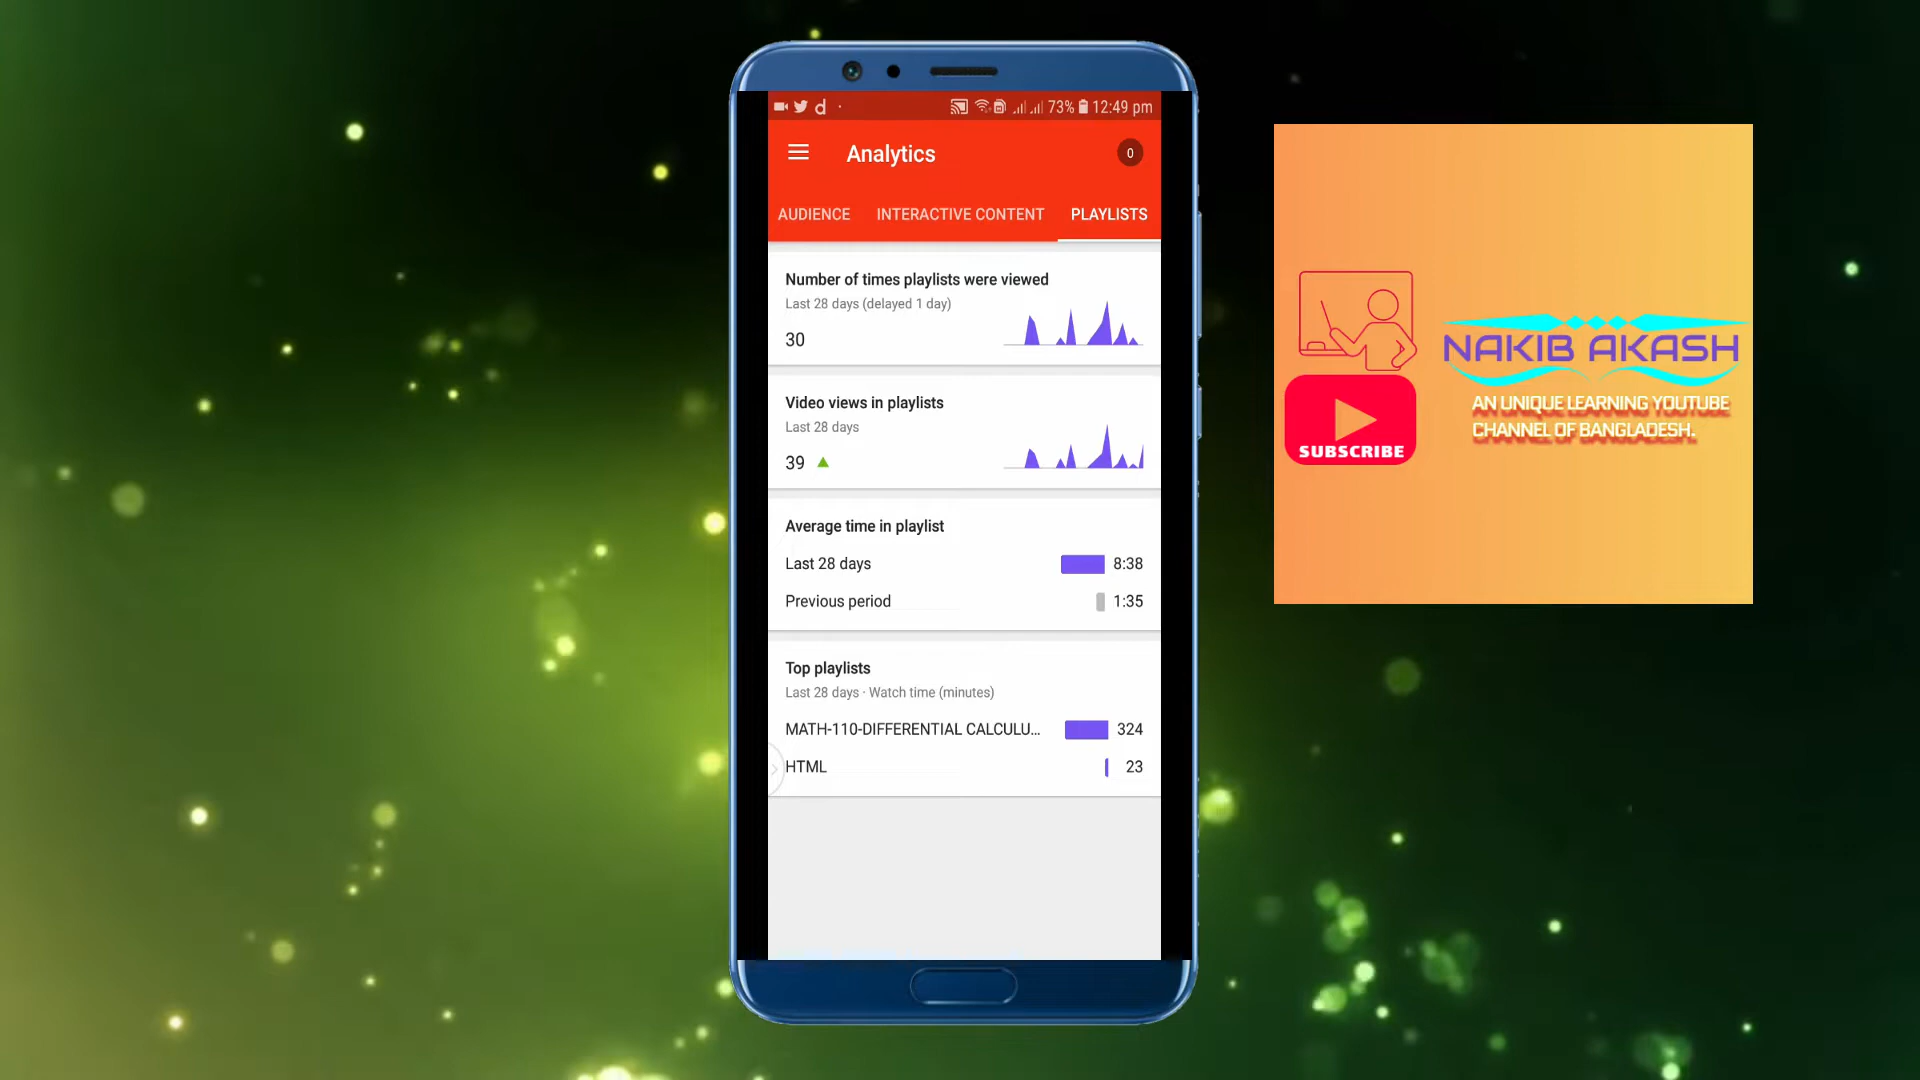 73% 12:49 pm
Analytics
0
AUDIENCE INTERACTIVE CONTENT PLAYLISTS
Number of times playlists were viewed
Last 28 days (delayed 1 day)
30
Video views in playlists
Last 28 days
39
Average time in playlist
Last 28 days 8:38
Previous period 1:35
Top playlists
Last 28 days · Watch time (minutes)
MATH-110-DIFFERENTIAL CALCULU... 324
HTML 23
NAKIB AKASH
AN UNIQUE LEARNING YOUTUBE
CHANNEL OF BANGLADESH.
SUBSCRIBE